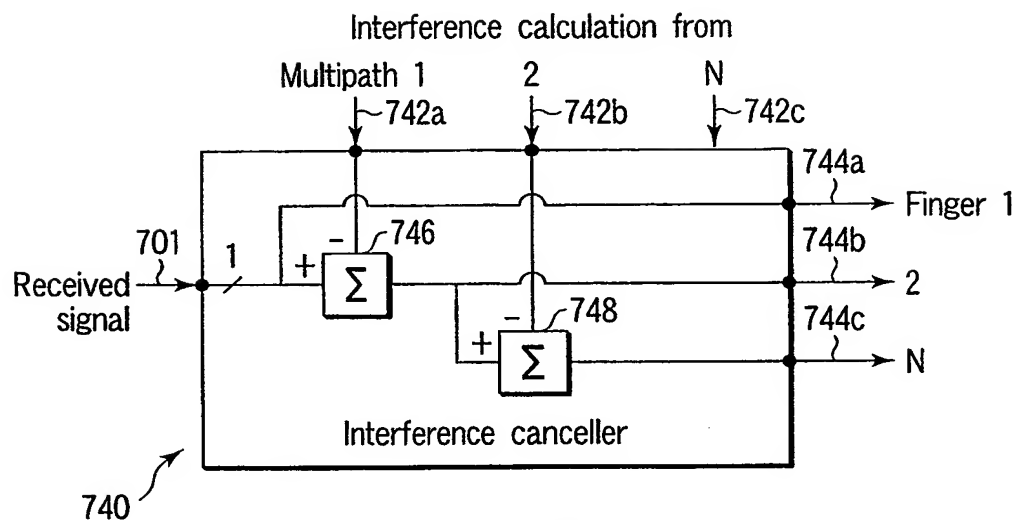 Interference calculation from
Multipath 1 2 N
742a 742b 742c
744a
Finger 1
- 746
701 1 + Σ 744b
Received signal 2
- 748
+ Σ 744c
N
Interference canceller
740